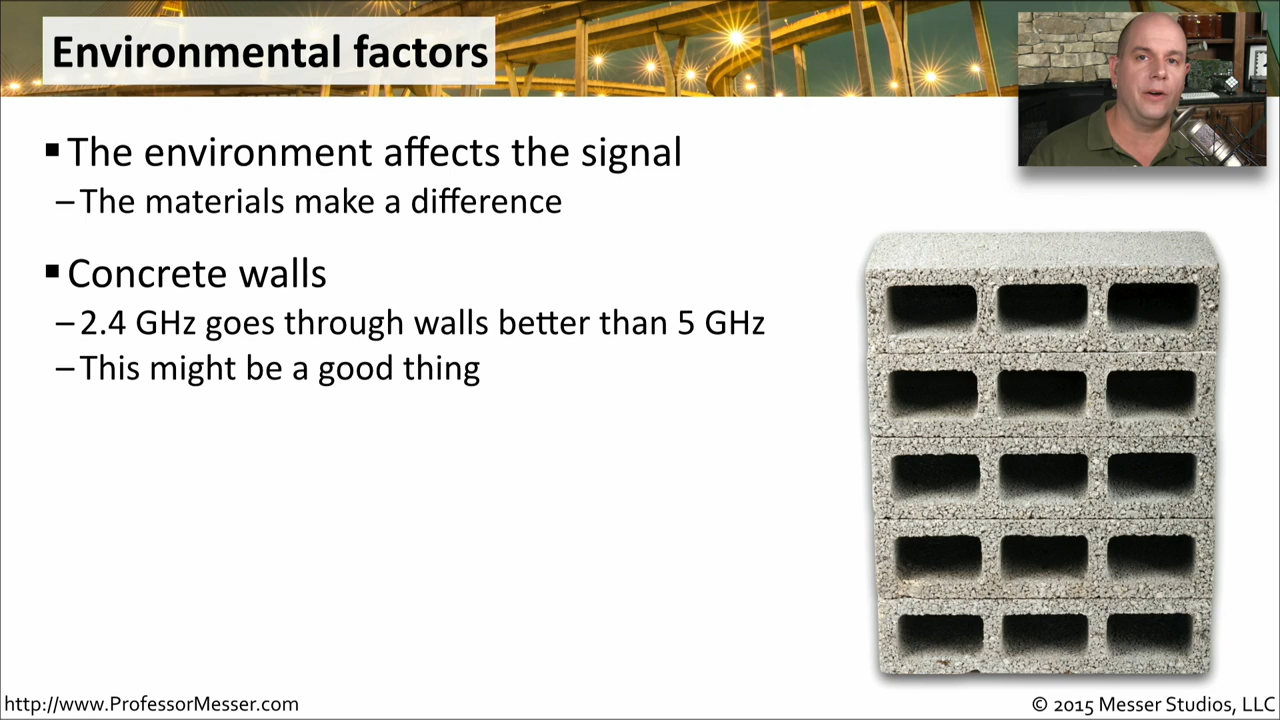 Environmental factors
▪ The environment affects the signal
– The materials make a difference
▪ Concrete walls
– 2.4 GHz goes through walls better than 5 GHz
– This might be a good thing
http://www.ProfessorMesser.com
© 2015 Messer Studios, LLC